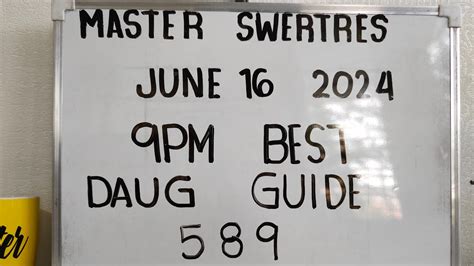 MASTER SWERTRES
JUNE 16 2024
9PM BEST
DAUG GUIDE
589